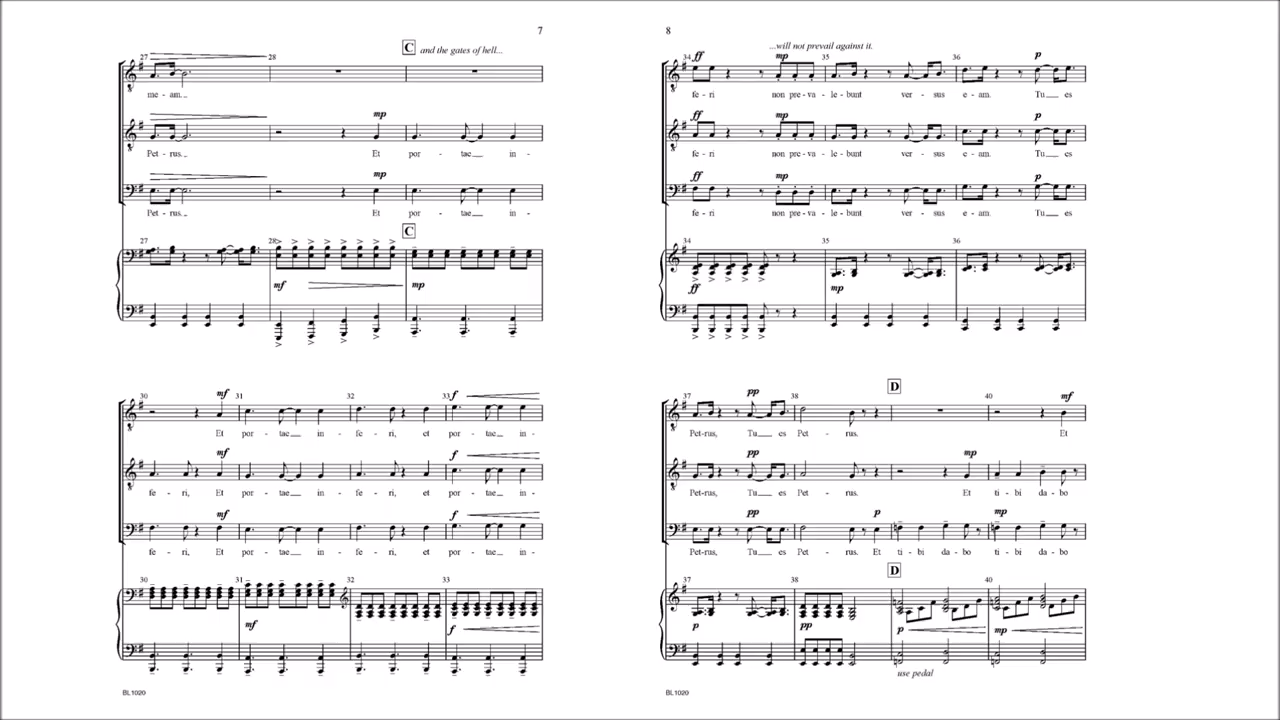 7
27 28 C and the gates of hell...
me - am.
mp
Pet - rus. Et por - tae in -
mp
Pet - rus. Et por - tae in -
C
27 28
mf mp
30 mf 31 32 33 f
Et por - tae in - fe - ri, et por - tae in -
mf f
fe - ri, Et por - tae in - fe - ri, et por - tae in -
mf f
fe - ri, Et por - tae in - fe - ri, et por - tae in -
30 31 32 33
mf f
BL1020
8
...will not prevail against it.
34 ff mp 35 36 p
fe - ri non pre - va - le - bunt ver - sus e - am. Tu es
ff mp p
fe - ri non pre - va - le - bunt ver - sus e - am. Tu es
ff mp p
fe - ri non pre - va - le - bunt ver - sus e - am. Tu es
34 35 36
ff mp
D
37 pp 38 40 mf
Pet-rus, Tu es Pet - rus. Et
pp mp
Pet-rus, Tu es Pet - rus. Et ti - bi da - bo
pp p mp
Pet-rus, Tu es Pet - rus. Et ti - bi da - bo ti - bi da - bo
D
37 38 40
p pp p mp
use pedal
BL1020